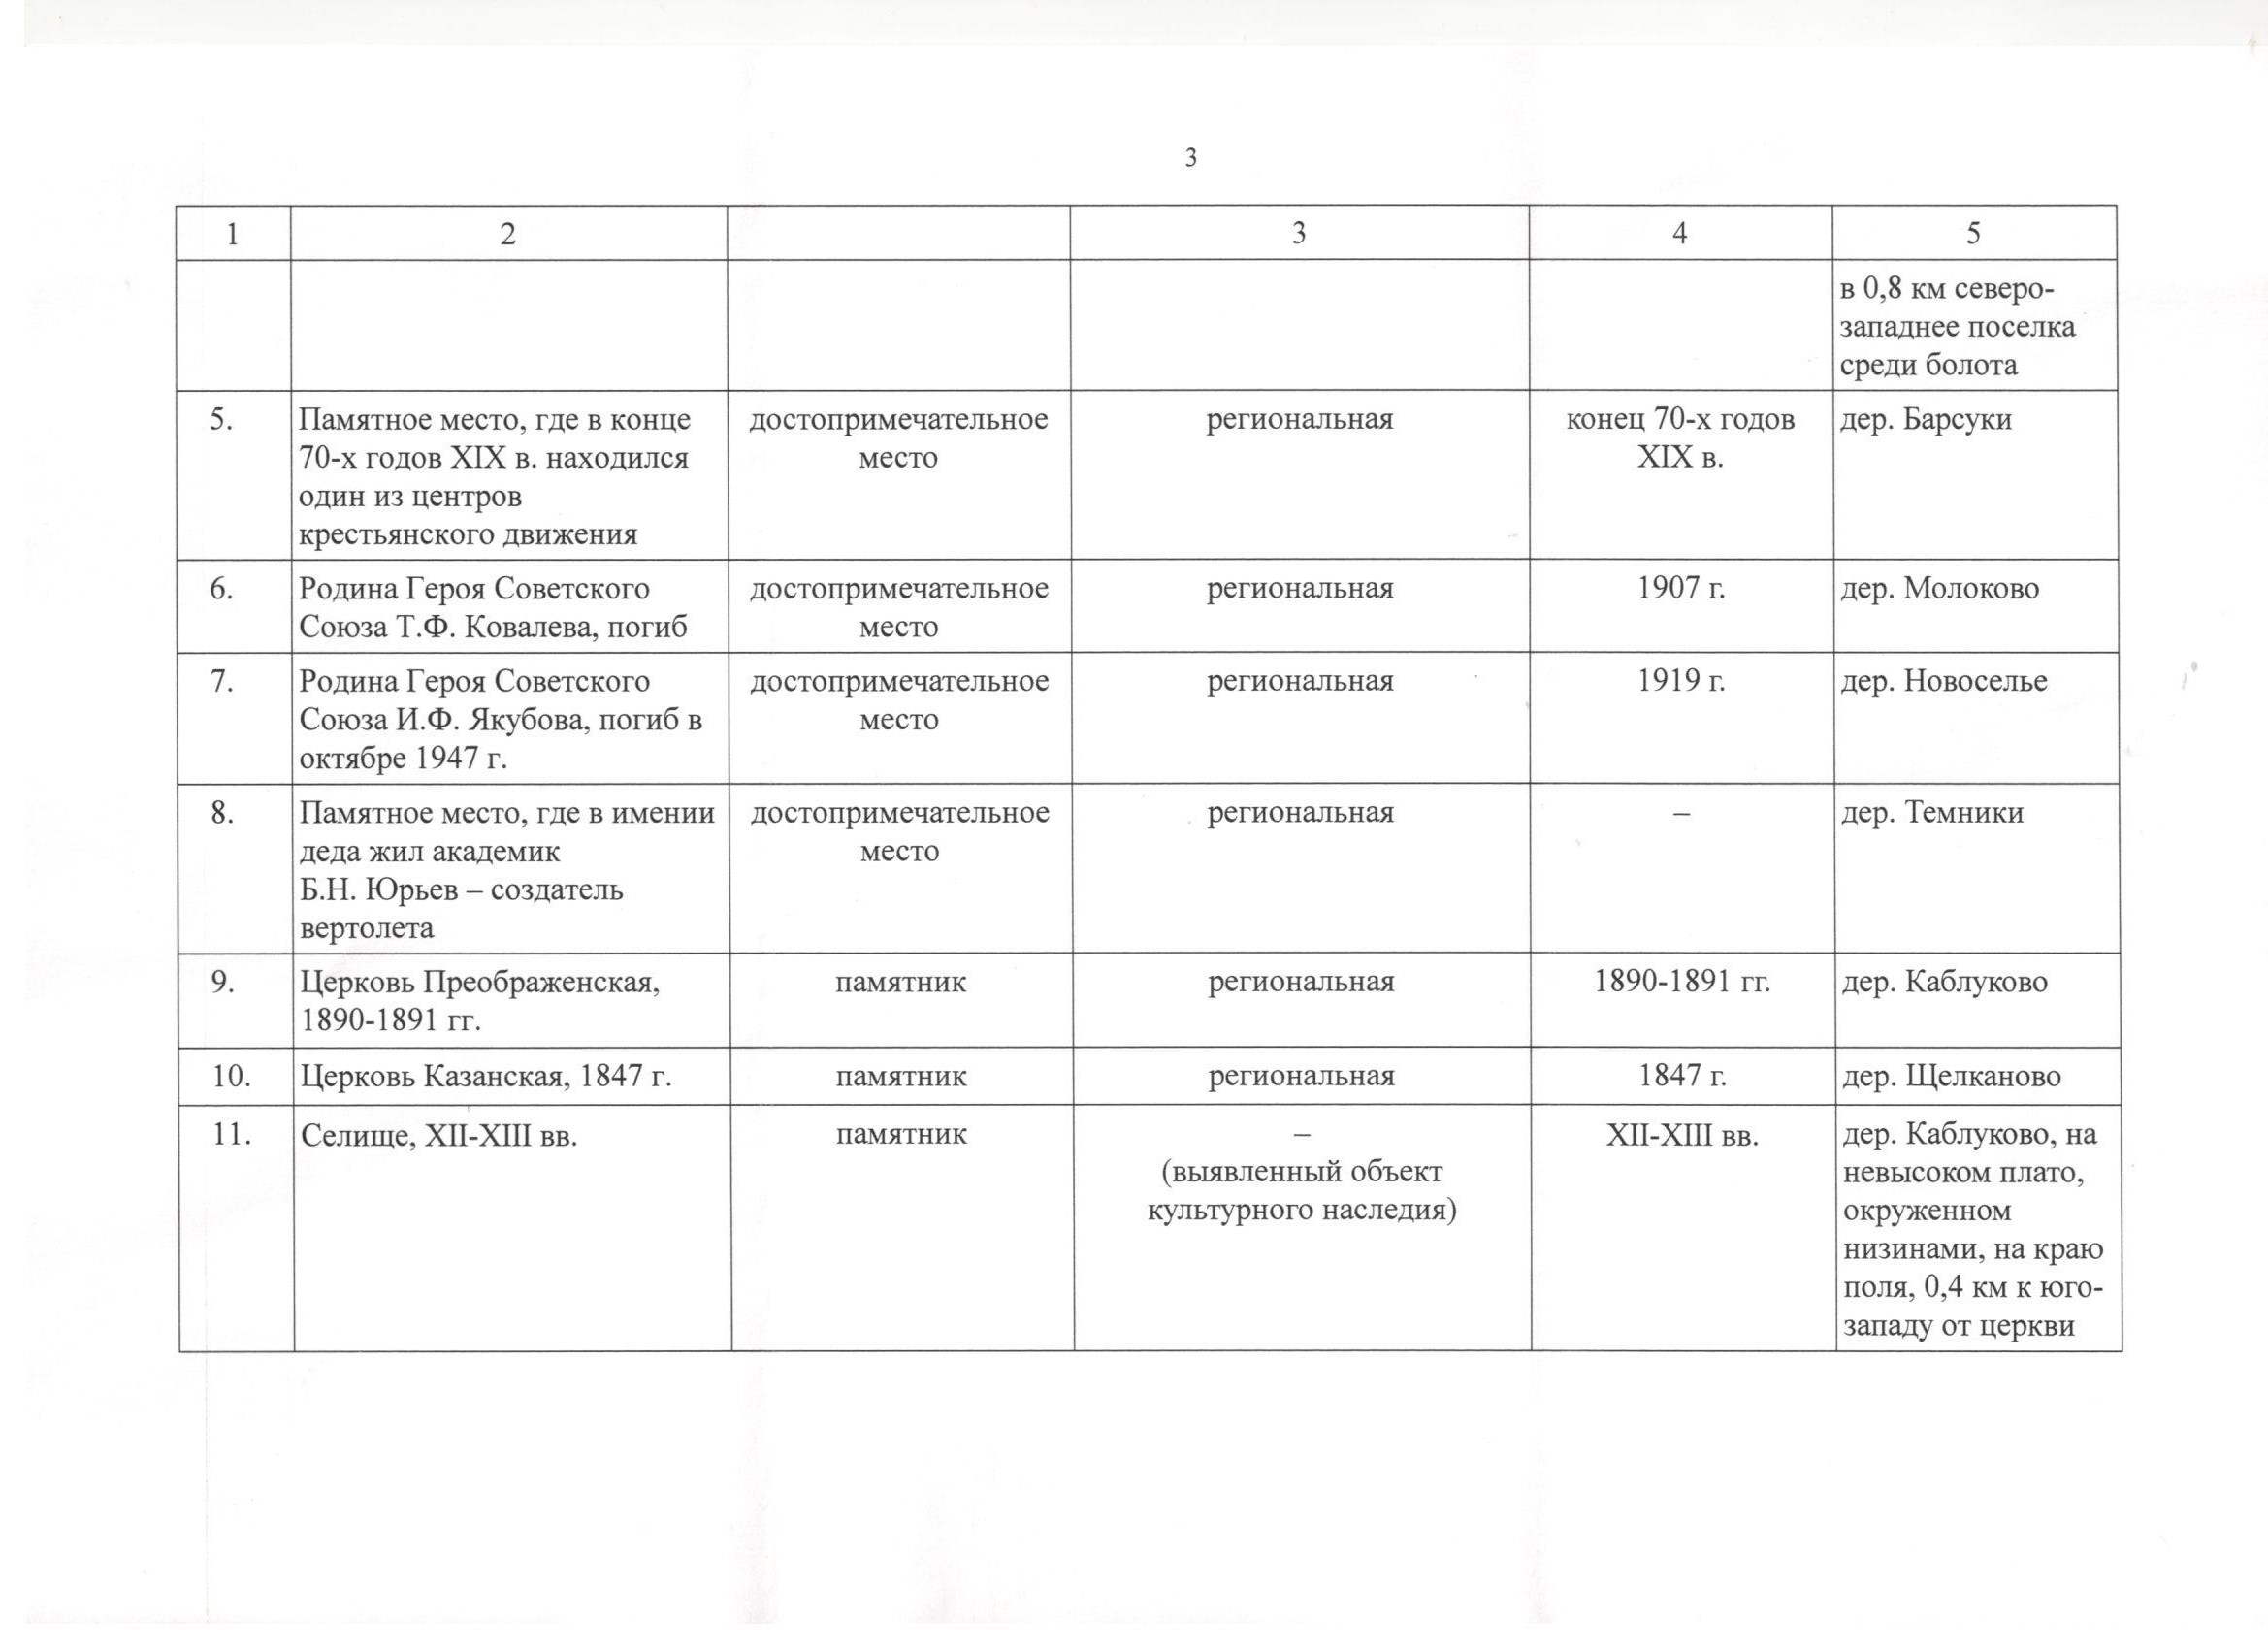 3
1 2 3 4 5
в 0,8 км северо-
западнее поселка
среди болота
5. Памятное место, где в конце достопримечательное региональная конец 70-х годов дер. Барсуки
70-х годов XIX в. находился место XIX в.
один из центров
крестьянского движения
6. Родина Героя Советского достопримечательное региональная 1907 г. дер. Молоково
Союза Т.Ф. Ковалева, погиб место
7. Родина Героя Советского достопримечательное региональная 1919 г. дер. Новоселье
Союза И.Ф. Якубова, погиб в место
октябре 1947 г.
8. Памятное место, где в имении достопримечательное региональная – дер. Темники
деда жил академик место
Б.Н. Юрьев – создатель
вертолета
9. Церковь Преображенская, памятник региональная 1890-1891 гг. дер. Каблуково
1890-1891 гг.
10. Церковь Казанская, 1847 г. памятник региональная 1847 г. дер. Щелканово
11. Селище, XII-XIII вв. памятник – XII-XIII вв. дер. Каблуково, на
(выявленный объект невысоком плато,
культурного наследия) окруженном
низинами, на краю
поля, 0,4 км к юго-
западу от церкви